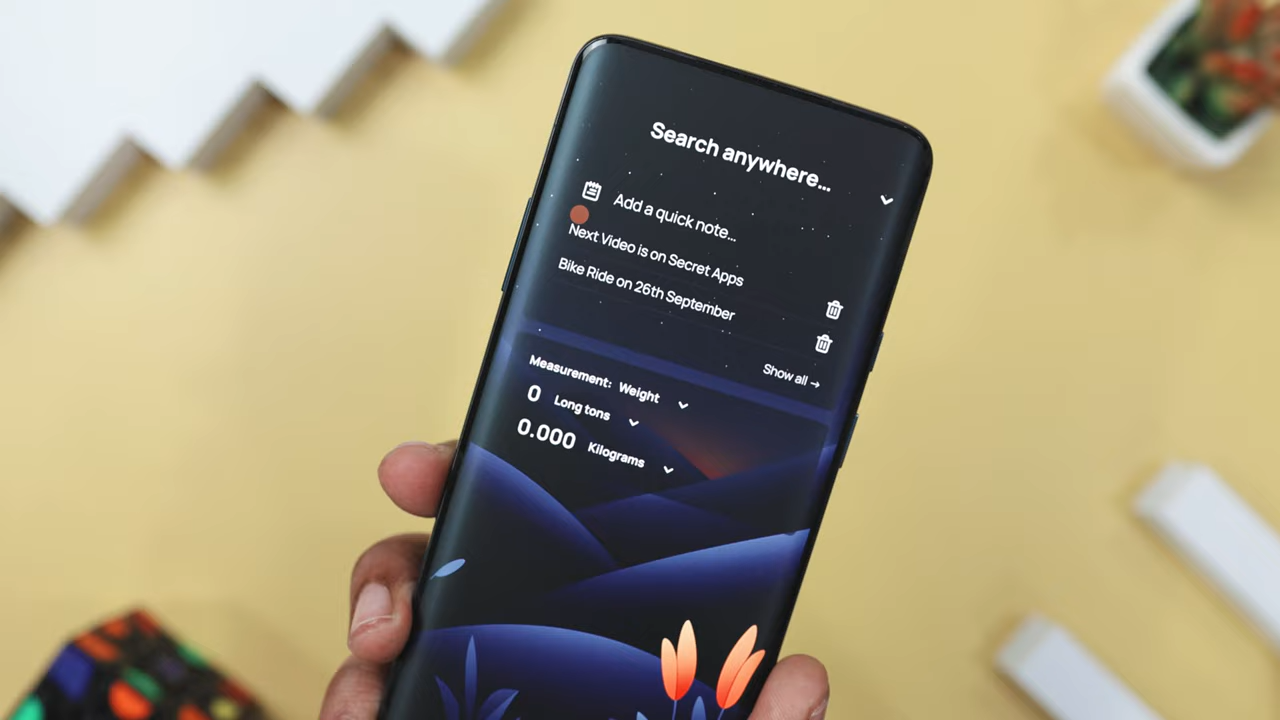 Search anywhere...
Add a quick note...
Next Video is on Secret Apps
Bike Ride on 26th September
Show all →
Measurement: Weight
0 Long tons
0.000 Kilograms